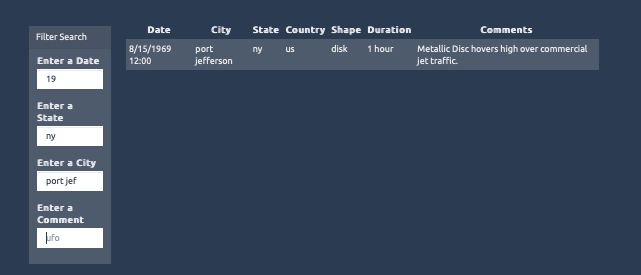 Filter Search
Enter a Date
19
Enter a
State
ny
Enter a City
port jef
Enter a
Comment
ufo
Date City State Country Shape Duration Comments
8/15/1969 port ny us disk 1 hour Metallic Disc hovers high over commercial
12:00 jefferson jet traffic.